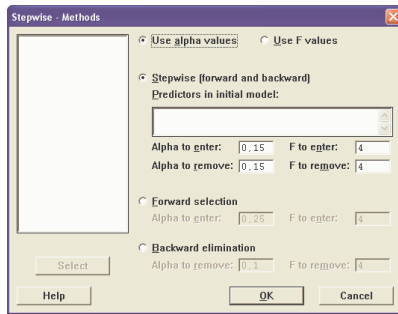 Stepwise - Methods
Use alpha values Use F values
Stepwise (forward and backward)
Predictors in initial model:
Alpha to enter: 0,15 F to enter: 4
Alpha to remove: 0,15 F to remove: 4
Forward selection
Alpha to enter: 0,25 F to enter: 4
Backward elimination
Select Alpha to remove: 0,1 F to remove: 4
Help OK Cancel